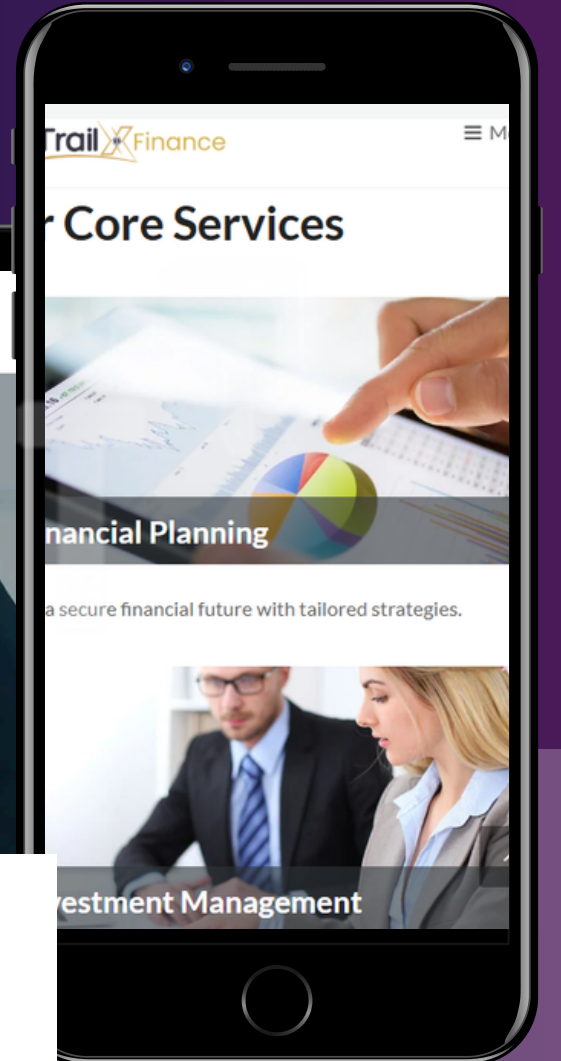 Trail X Finance
≡ M
r Core Services
nancial Planning
a secure financial future with tailored strategies.
vestment Management